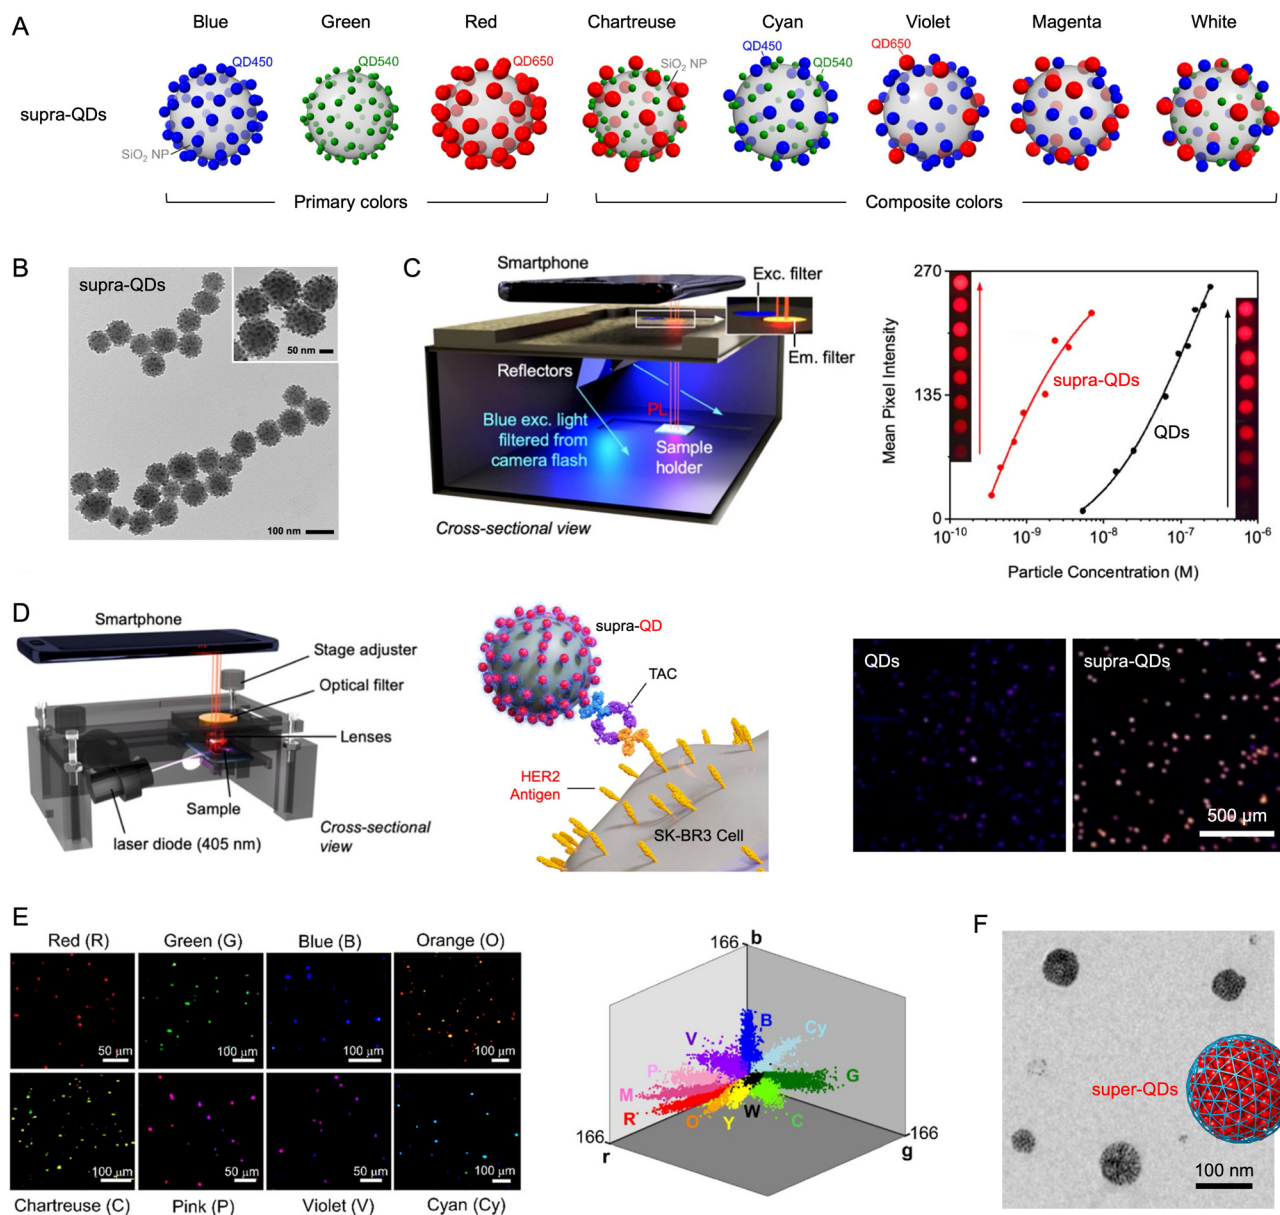 A
Blue
Green
Red
Chartreuse
Cyan
Violet
Magenta
White
supra-QDs
QD450
QD540
QD650
SiO2 NP
SiO2 NP
QD450
QD540
QD650
Primary colors
Composite colors
B
supra-QDs
50 nm
100 nm
C
Smartphone
Exc. filter
Em. filter
Reflectors
PL
Blue exc. light
filtered from
camera flash
Sample
holder
Cross-sectional view
Mean Pixel Intensity
270
135
0
supra-QDs
QDs
10-10
10-9
10-8
10-7
10-6
Particle Concentration (M)
D
Smartphone
Stage adjuster
Optical filter
Lenses
Sample
laser diode (405 nm)
Cross-sectional
view
supra-QD
TAC
HER2
Antigen
SK-BR3 Cell
QDs
supra-QDs
500 µm
E
Red (R)
Green (G)
Blue (B)
Orange (O)
50 µm
100 µm
100 µm
100 µm
100 µm
50 µm
50 µm
100 µm
Chartreuse (C)
Pink (P)
Violet (V)
Cyan (Cy)
166
b
B
Cy
V
P
G
M
R
O
Y
W
C
166
r
166
g
F
super-QDs
100 nm